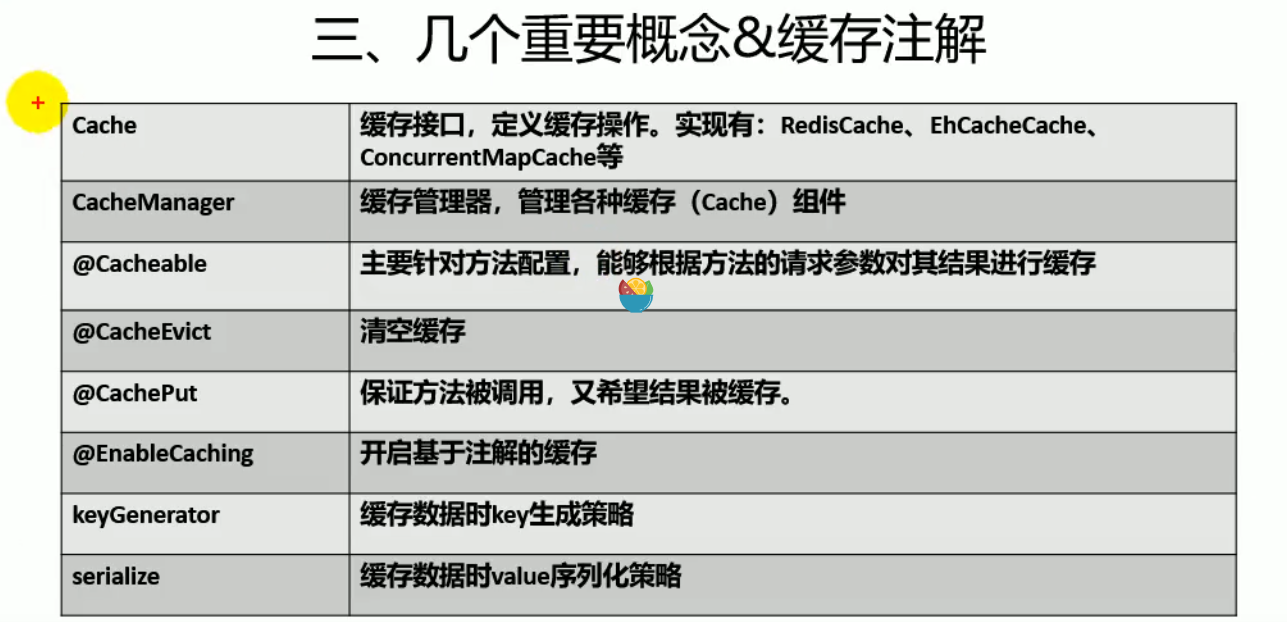 三、几个重要概念&缓存注解
Cache
缓存接口，定义缓存操作。实现有：RedisCache、EhCacheCache、
ConcurrentMapCache等
CacheManager
缓存管理器，管理各种缓存（Cache）组件
@Cacheable
主要针对方法配置，能够根据方法的请求参数对其结果进行缓存
@CacheEvict
清空缓存
@CachePut
保证方法被调用，又希望结果被缓存。
@EnableCaching
开启基于注解的缓存
keyGenerator
缓存数据时key生成策略
serialize
缓存数据时value序列化策略